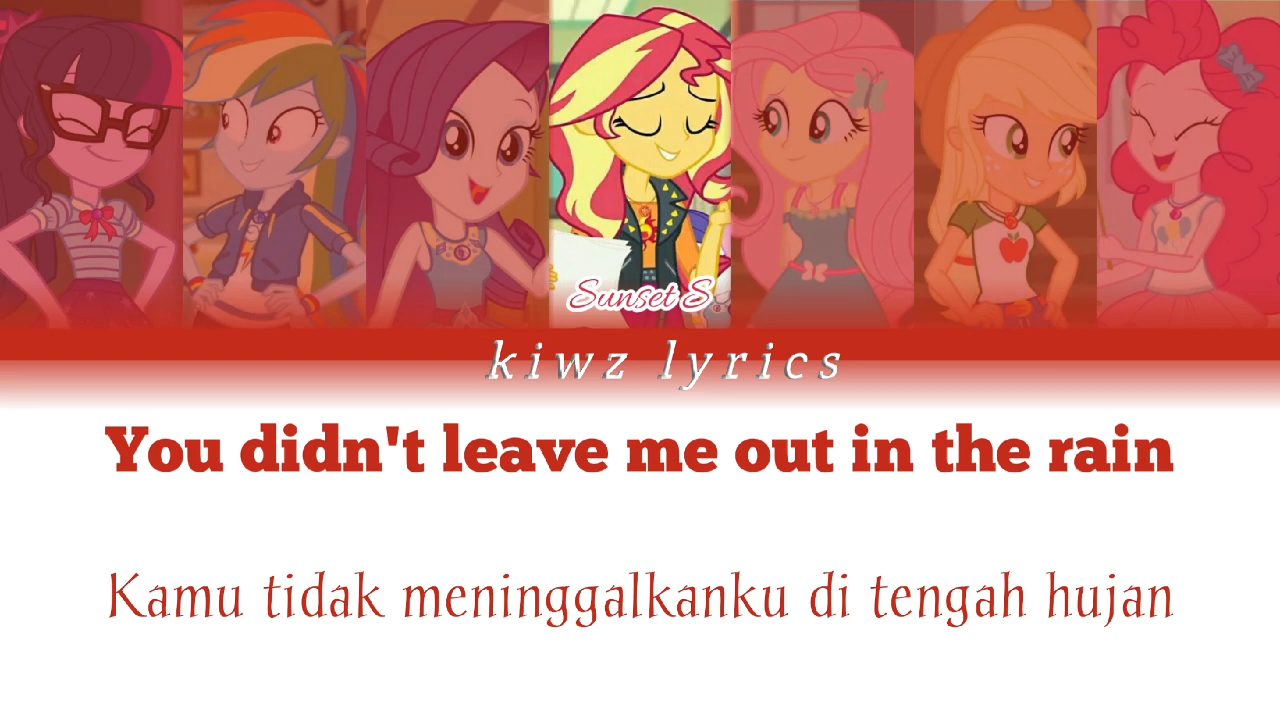 Sunset S
kiwz lyrics
You didn't leave me out in the rain
Kamu tidak meninggalkanku di tengah hujan